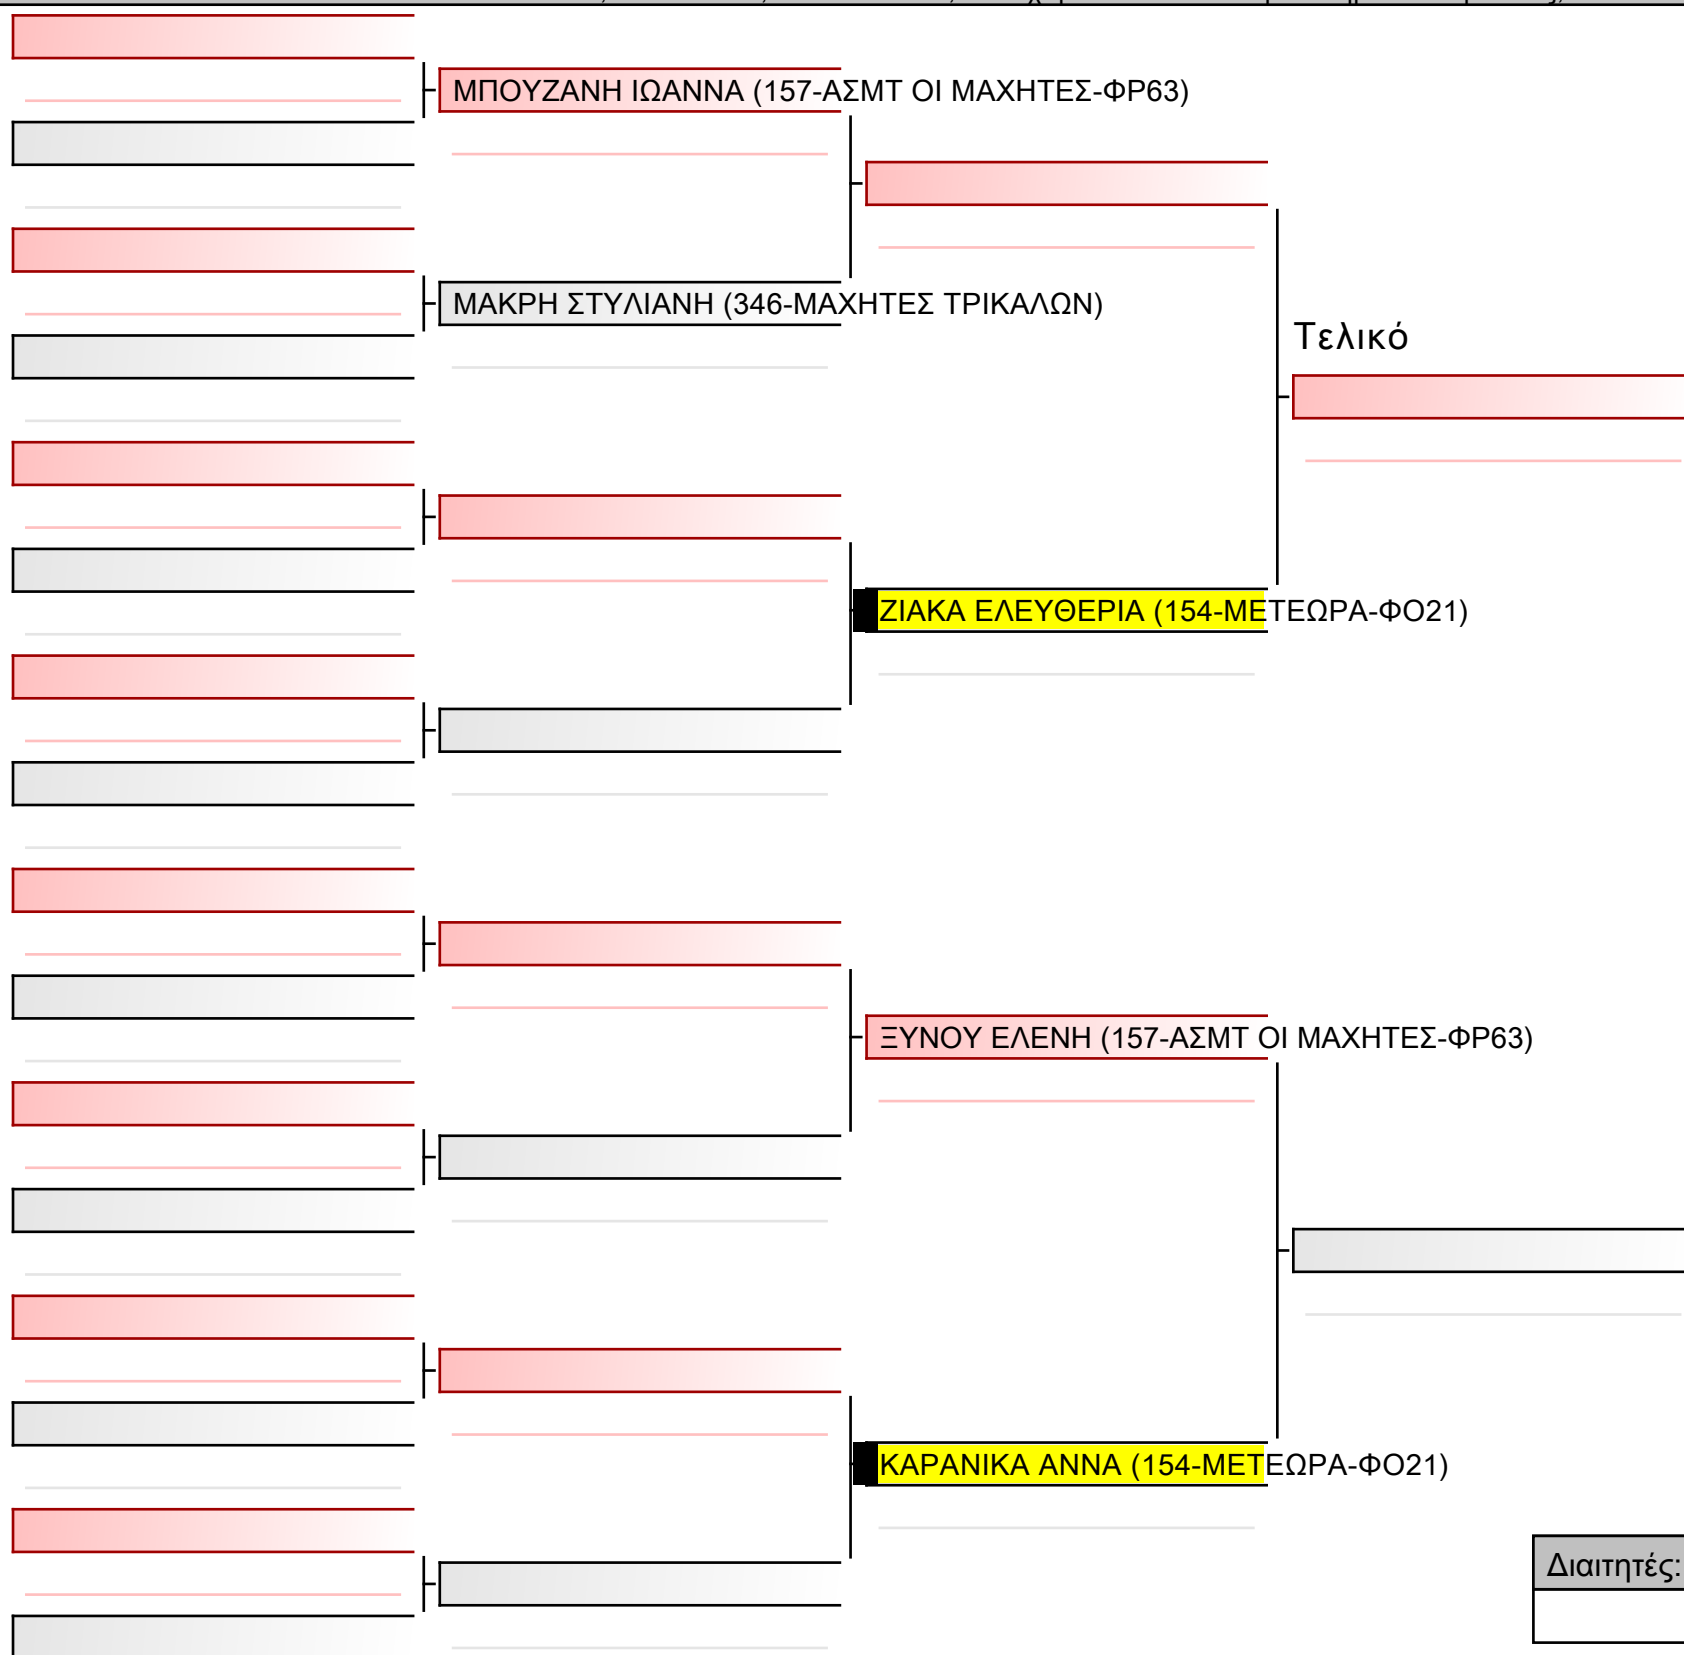 ΜΠΟΥΖΑΝΗ ΙΩΑΝΝΑ (157-ΑΣΜΤ ΟΙ ΜΑΧΗΤΕΣ-ΦΡ63)
ΜΑΚΡΗ ΣΤΥΛΙΑΝΗ (346-ΜΑΧΗΤΕΣ ΤΡΙΚΑΛΩΝ)
Τελικό
ΖΙΑΚΑ ΕΛΕΥΘΕΡΙΑ (154-ΜΕΤΕΩΡΑ-ΦΟ21)
ΞΥΝΟΥ ΕΛΕΝΗ (157-ΑΣΜΤ ΟΙ ΜΑΧΗΤΕΣ-ΦΡ63)
ΚΑΡΑΝΙΚΑ ΑΝΝΑ (154-ΜΕΤΕΩΡΑ-ΦΟ21)
Διαιτητές: